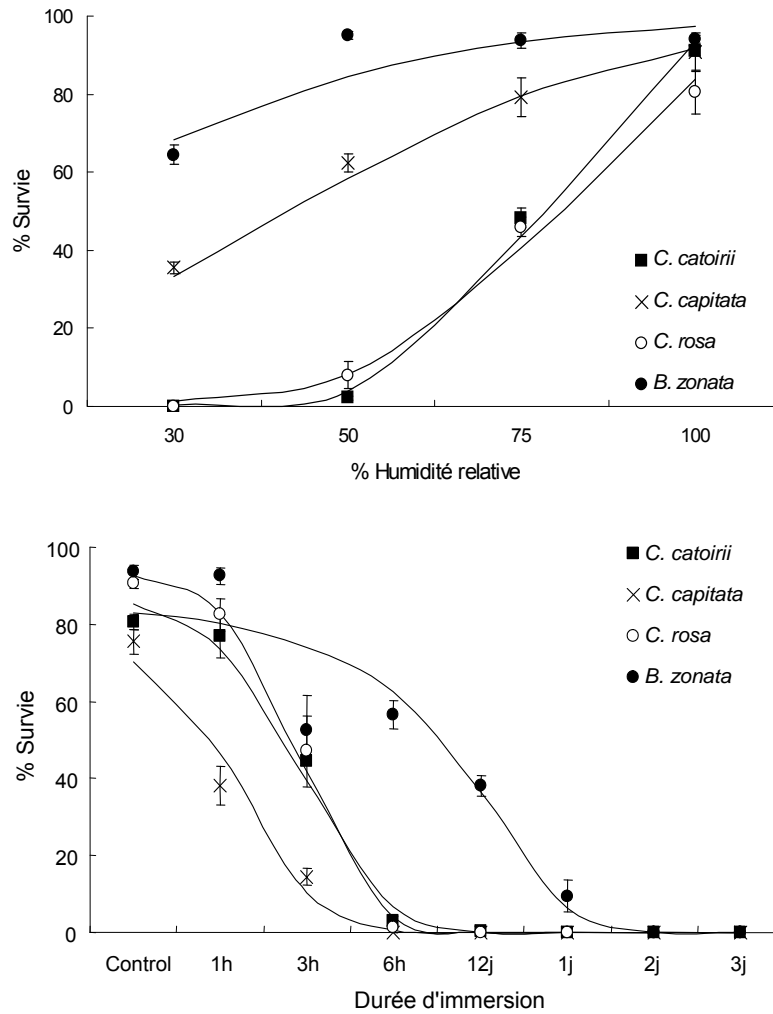 100
80
60
40
20
0
% Survie
30
50
75
100
% Humidité relative
C. catoirii
C. capitata
C. rosa
B. zonata
100
80
60
40
20
0
% Survie
Control
1h
3h
6h
12j
1j
2j
3j
Durée d'immersion
C. catoirii
C. capitata
C. rosa
B. zonata